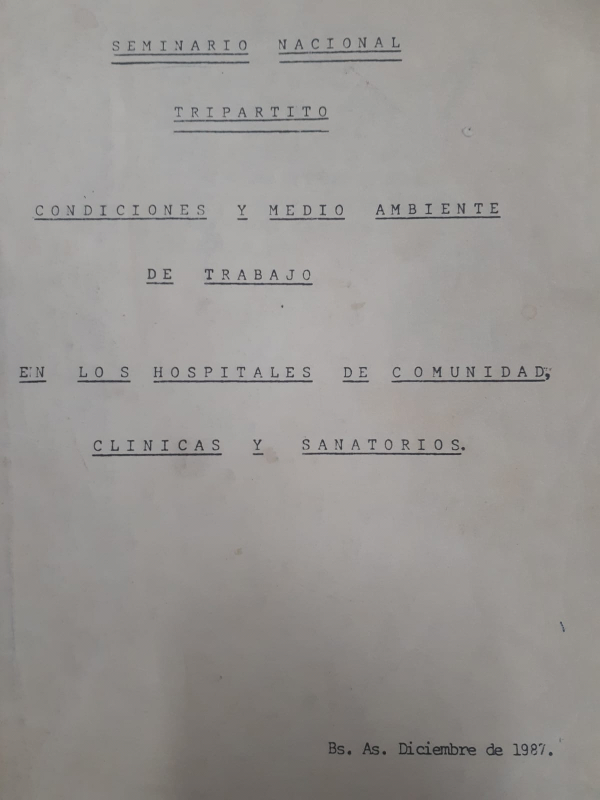 SEMINARIO NACIONAL
TRIPARTITO
CONDICIONES Y MEDIO AMBIENTE
DE TRABAJO
EN LOS HOSPITALES DE COMUNIDAD,
CLINICAS Y SANATORIOS.
Bs. As. Diciembre de 1987.